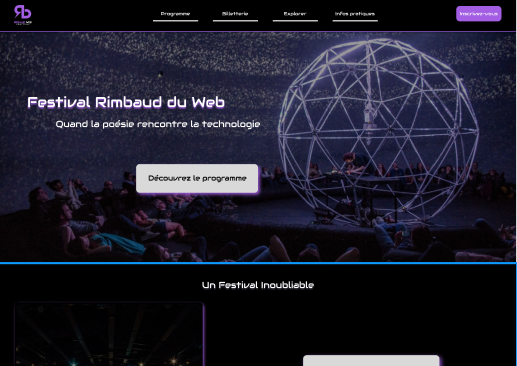 Programme
Billetterie
Explorer
Infos pratiques
Inscrivez-vous
Festival Rimbaud du Web
Quand la poésie rencontre la technologie
Découvrez le programme
Un Festival Inoubliable